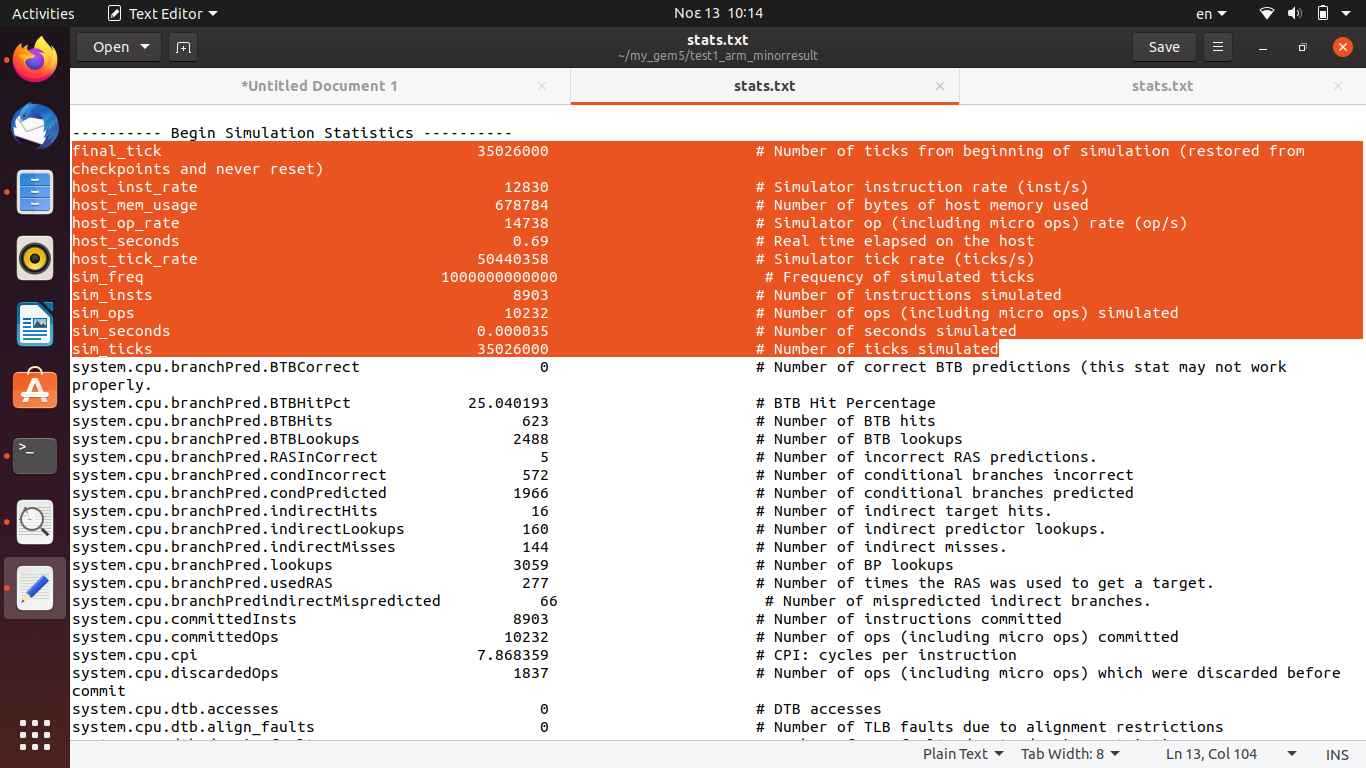 Activities Text Editor Νοε 13 10:14 en
Open stats.txt Save
~/my_gem5/test1_arm_minorresult
*Untitled Document 1 stats.txt stats.txt
---------- Begin Simulation Statistics ----------
final_tick 35026000 # Number of ticks from beginning of simulation (restored from
checkpoints and never reset)
host_inst_rate 12830 # Simulator instruction rate (inst/s)
host_mem_usage 678784 # Number of bytes of host memory used
host_op_rate 14738 # Simulator op (including micro ops) rate (op/s)
host_seconds 0.69 # Real time elapsed on the host
host_tick_rate 50440358 # Simulator tick rate (ticks/s)
sim_freq 1000000000000 # Frequency of simulated ticks
sim_insts 8903 # Number of instructions simulated
sim_ops 10232 # Number of ops (including micro ops) simulated
sim_seconds 0.000035 # Number of seconds simulated
sim_ticks 35026000 # Number of ticks simulated
system.cpu.branchPred.BTBCorrect 0 # Number of correct BTB predictions (this stat may not work
properly.
system.cpu.branchPred.BTBHitPct 25.040193 # BTB Hit Percentage
system.cpu.branchPred.BTBHits 623 # Number of BTB hits
system.cpu.branchPred.BTBLookups 2488 # Number of BTB lookups
system.cpu.branchPred.RASInCorrect 5 # Number of incorrect RAS predictions.
system.cpu.branchPred.condIncorrect 572 # Number of conditional branches incorrect
system.cpu.branchPred.condPredicted 1966 # Number of conditional branches predicted
system.cpu.branchPred.indirectHits 16 # Number of indirect target hits.
system.cpu.branchPred.indirectLookups 160 # Number of indirect predictor lookups.
system.cpu.branchPred.indirectMisses 144 # Number of indirect misses.
system.cpu.branchPred.lookups 3059 # Number of BP lookups
system.cpu.branchPred.usedRAS 277 # Number of times the RAS was used to get a target.
system.cpu.branchPredindirectMispredicted 66 # Number of mispredicted indirect branches.
system.cpu.committedInsts 8903 # Number of instructions committed
system.cpu.committedOps 10232 # Number of ops (including micro ops) committed
system.cpu.cpi 7.868359 # CPI: cycles per instruction
system.cpu.discardedOps 1837 # Number of ops (including micro ops) which were discarded before
commit
system.cpu.dtb.accesses 0 # DTB accesses
system.cpu.dtb.align_faults 0 # Number of TLB faults due to alignment restrictions
Plain Text Tab Width: 8 Ln 13, Col 104 INS